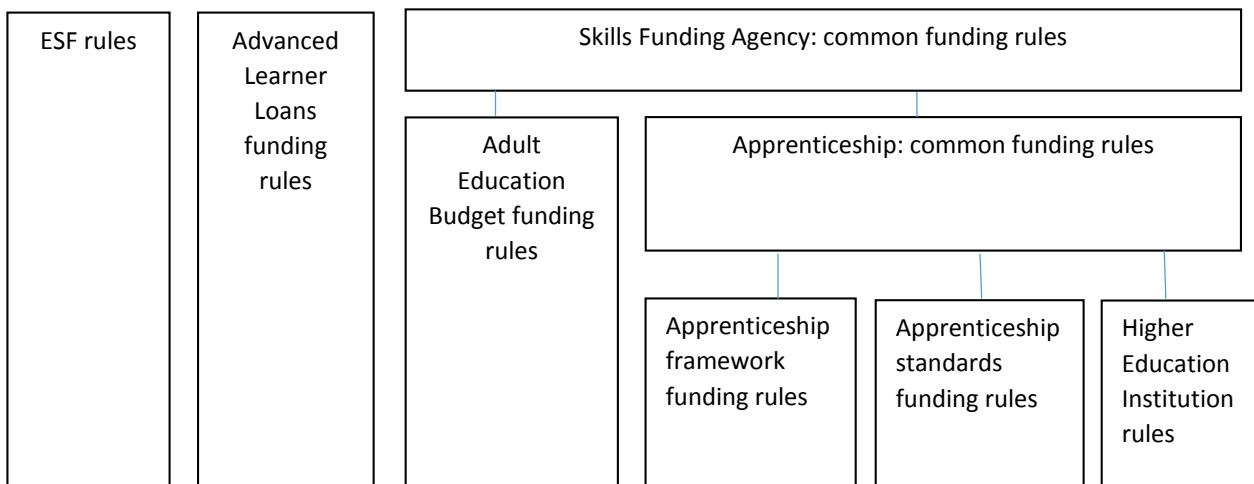 ESF rules
Advanced
Learner
Loans
funding
rules
Skills Funding Agency: common funding rules
Adult
Education
Budget funding
rules
Apprenticeship: common funding rules
Apprenticeship
framework
funding rules
Apprenticeship
standards
funding rules
Higher
Education
Institution
rules